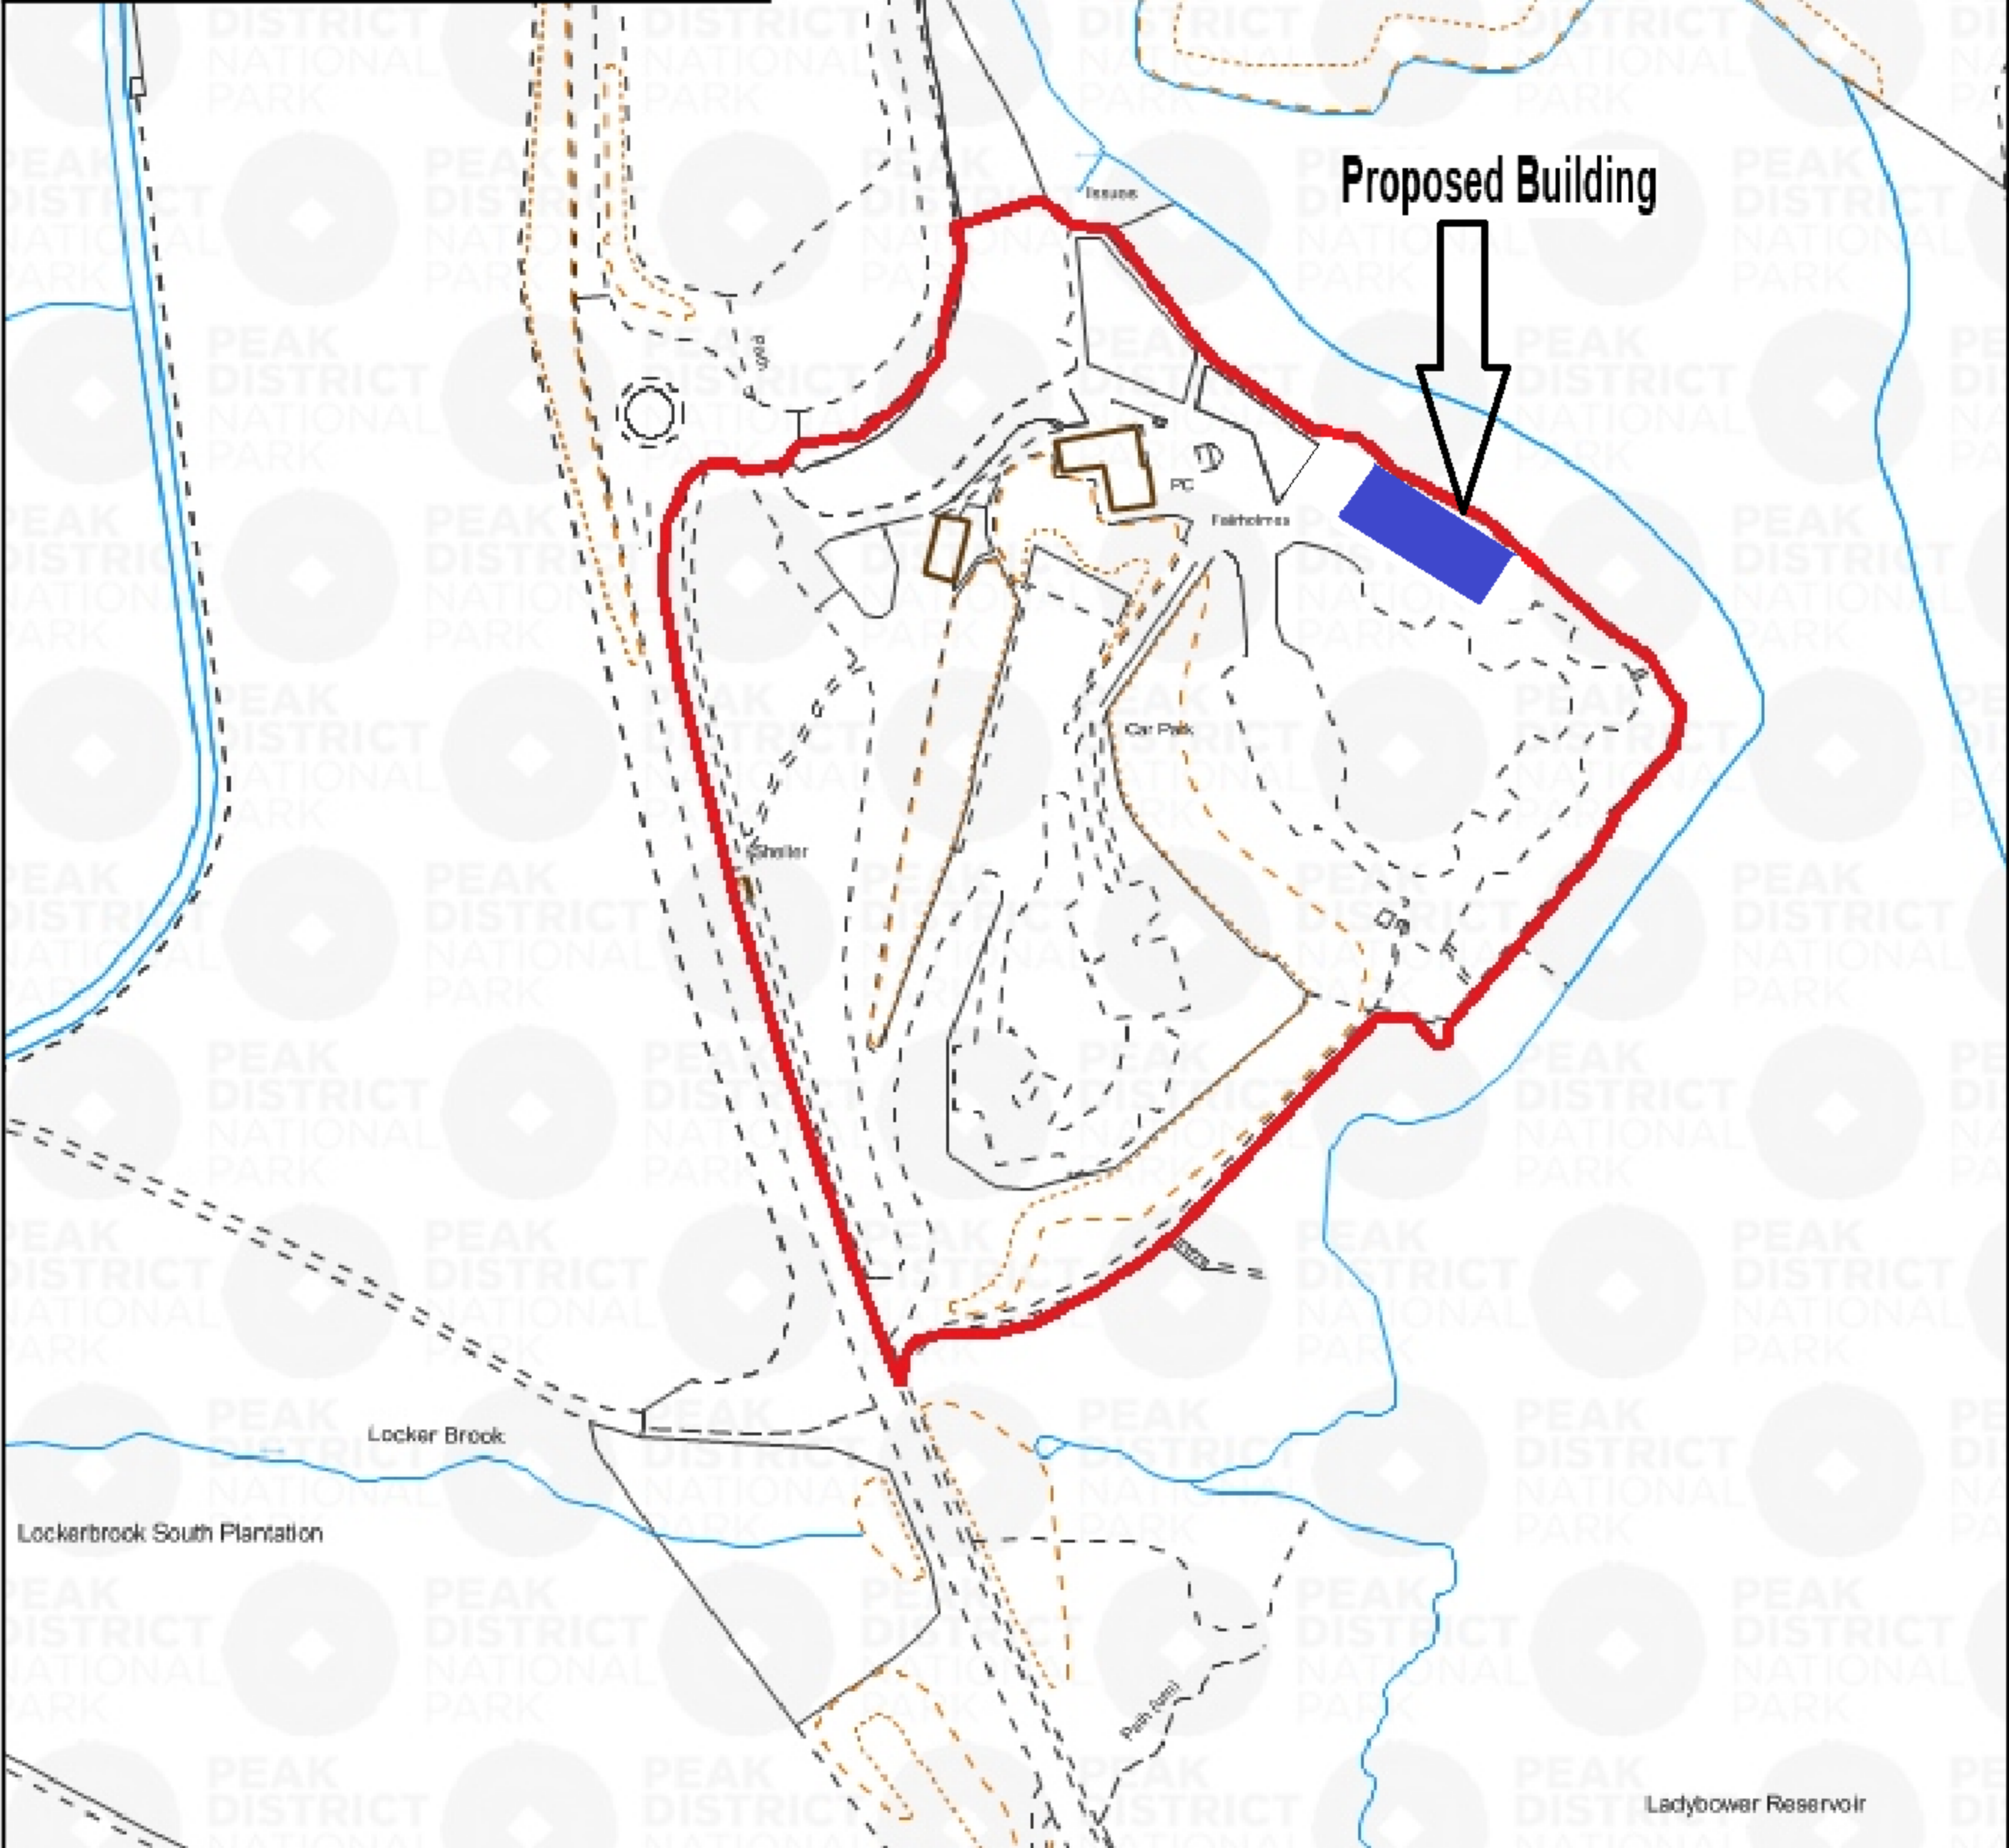 Proposed Building
Issues
Path
PC
Fairholmes
Car Park
Shelter
Locker Brook
Lockerbrook South Plantation
Path (um)
Ladybower Reservoir
PEAK
DISTRICT
NATIONAL
PARK